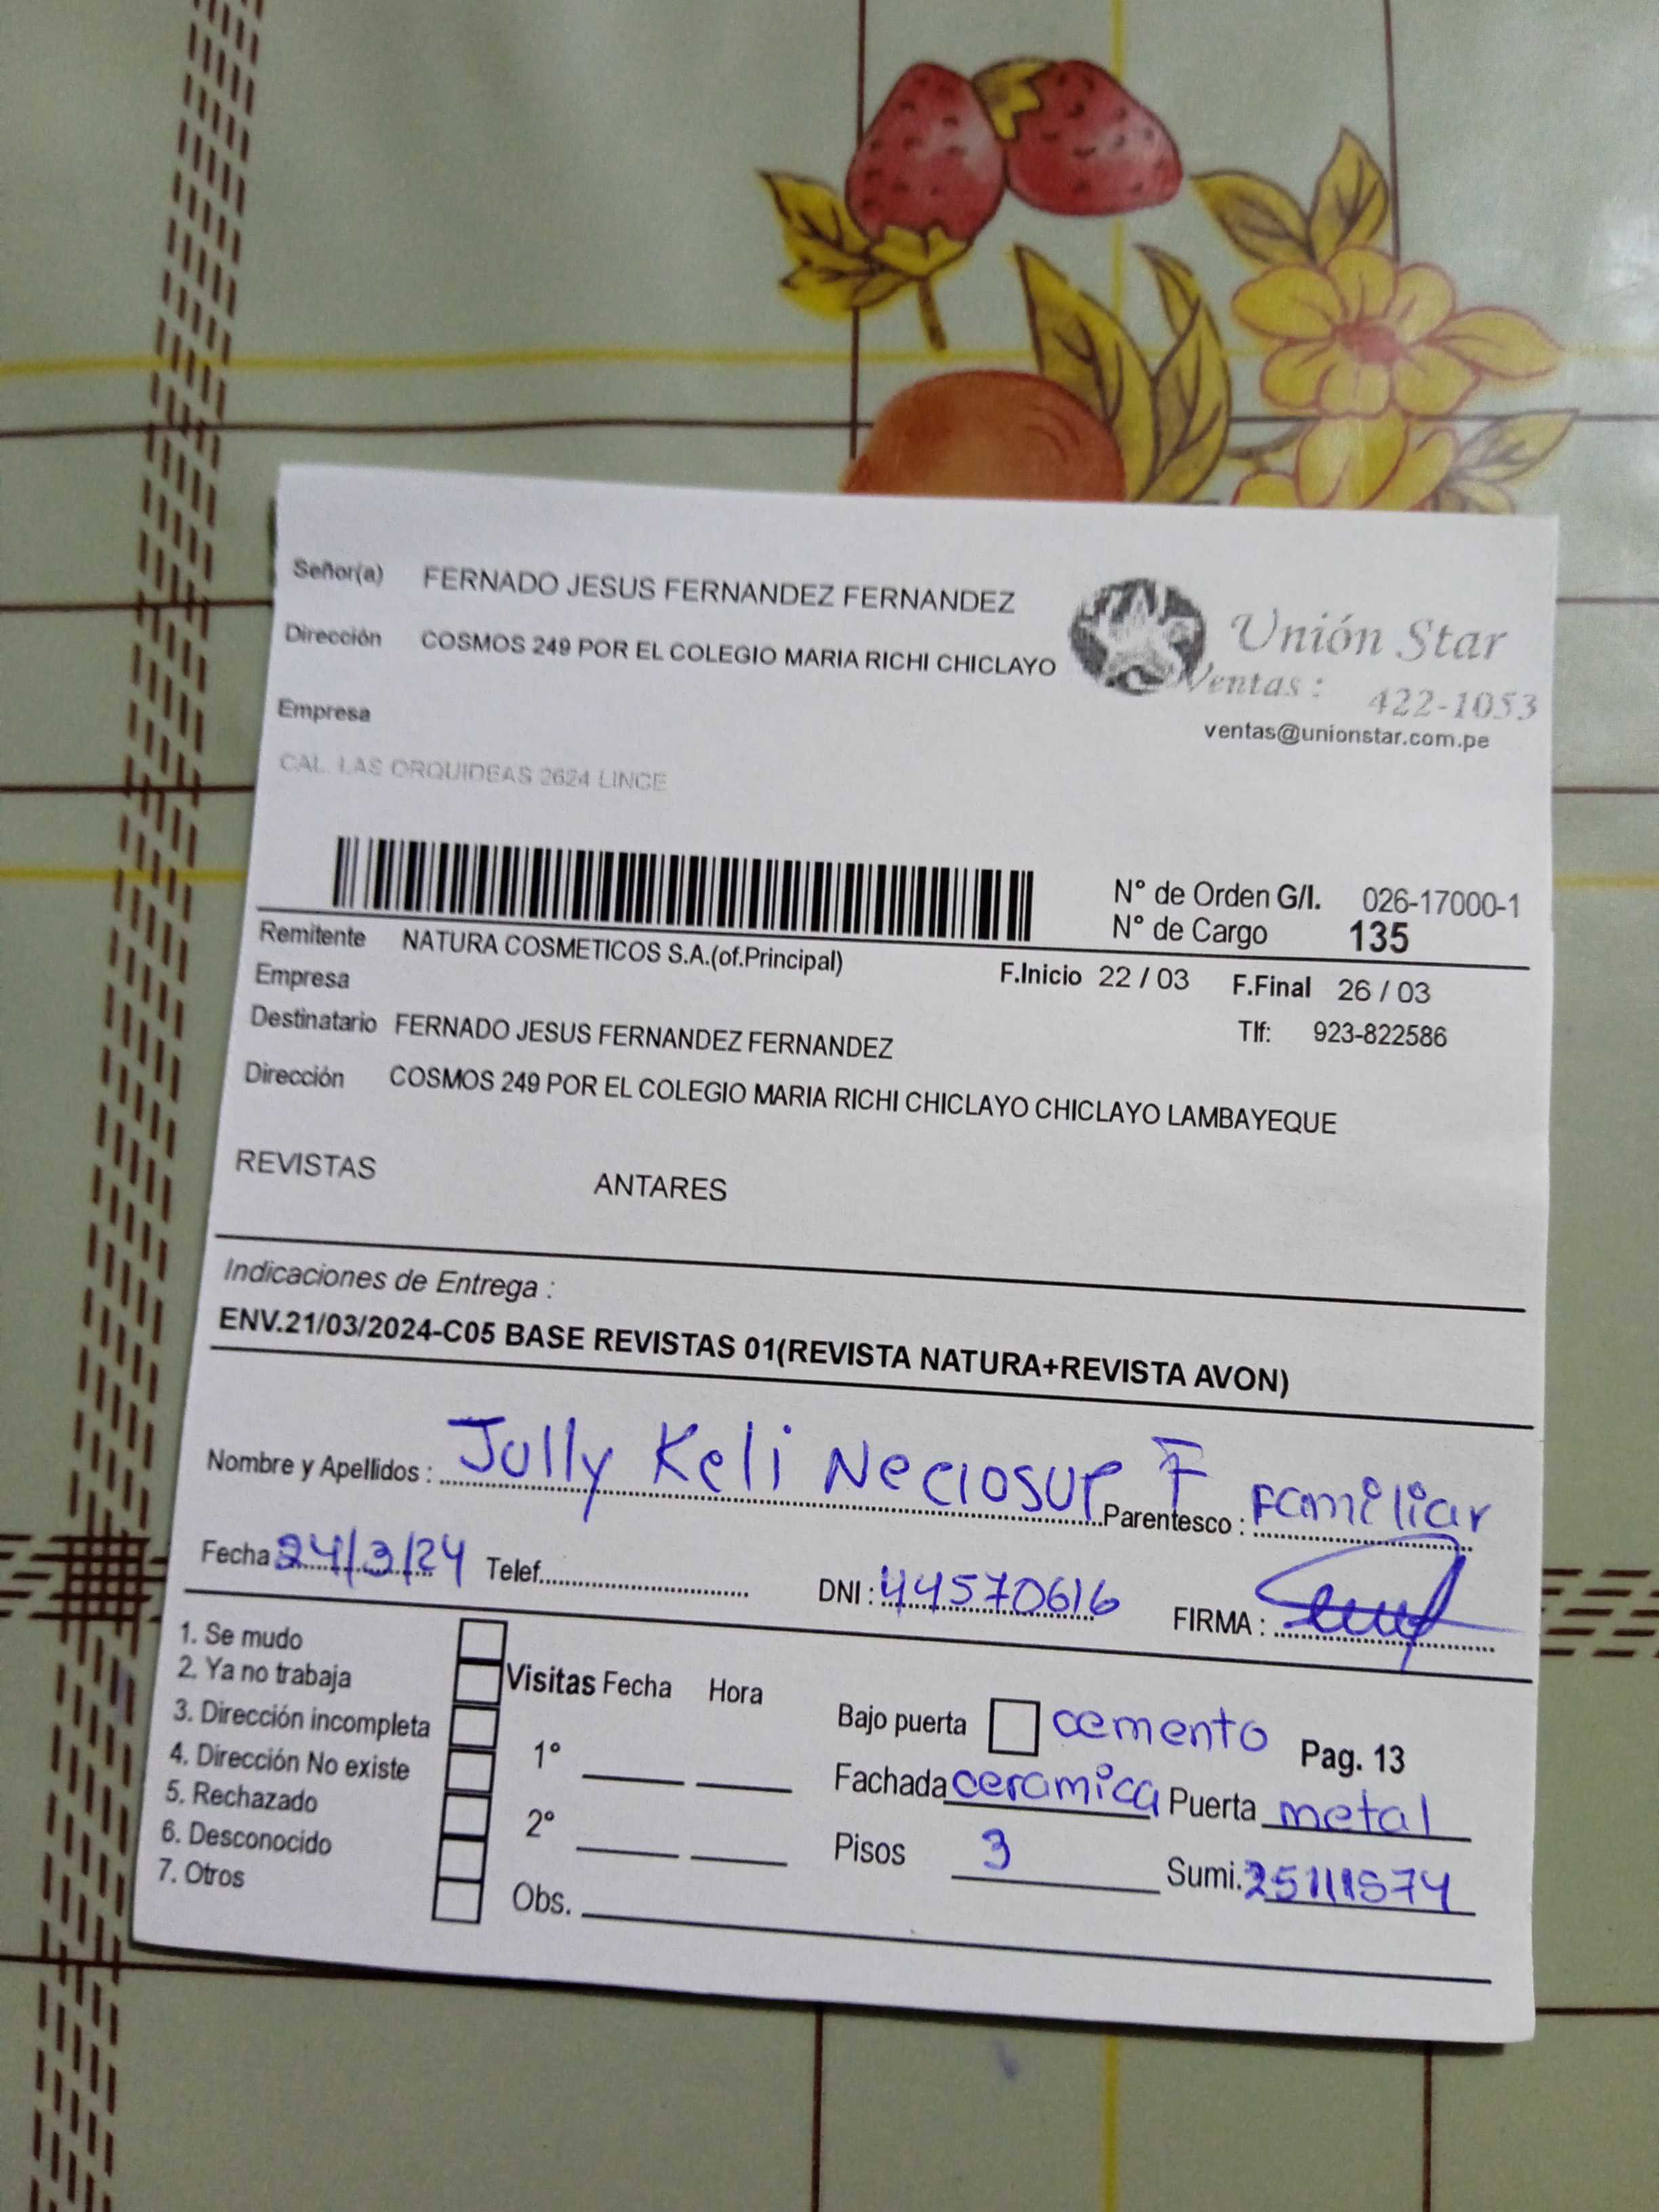 Señor(a) FERNADO JESUS FERNANDEZ FERNANDEZ
Dirección COSMOS 249 POR EL COLEGIO MARIA RICHI CHICLAYO
Unión Star
Ventas : 422-1053
ventas@unionstar.com.pe
Empresa
CAL. LAS ORQUIDEAS 2624 LINCE
N° de Orden G/I. 026-17000-1
N° de Cargo 135
Remitente NATURA COSMETICOS S.A.(of.Principal)
Empresa F.Inicio 22 / 03 F.Final 26 / 03
Destinatario FERNADO JESUS FERNANDEZ FERNANDEZ Tlf: 923-822586
Dirección COSMOS 249 POR EL COLEGIO MARIA RICHI CHICLAYO CHICLAYO LAMBAYEQUE
REVISTAS ANTARES
Indicaciones de Entrega :
ENV.21/03/2024-C05 BASE REVISTAS 01(REVISTA NATURA+REVISTA AVON)
Nombre y Apellidos : Jully Keli Neciosup F Parentesco : Familiar
Fecha 24/3/24 Telef. DNI : 44570616 FIRMA :
1. Se mudo
2. Ya no trabaja
3. Dirección incompleta
4. Dirección No existe
5. Rechazado
6. Desconocido
7. Otros
Visitas Fecha Hora
1°
2°
Obs.
Bajo puerta cemento Pag. 13
Fachada ceramica Puerta metal
Pisos 3 Sumi. 25111574